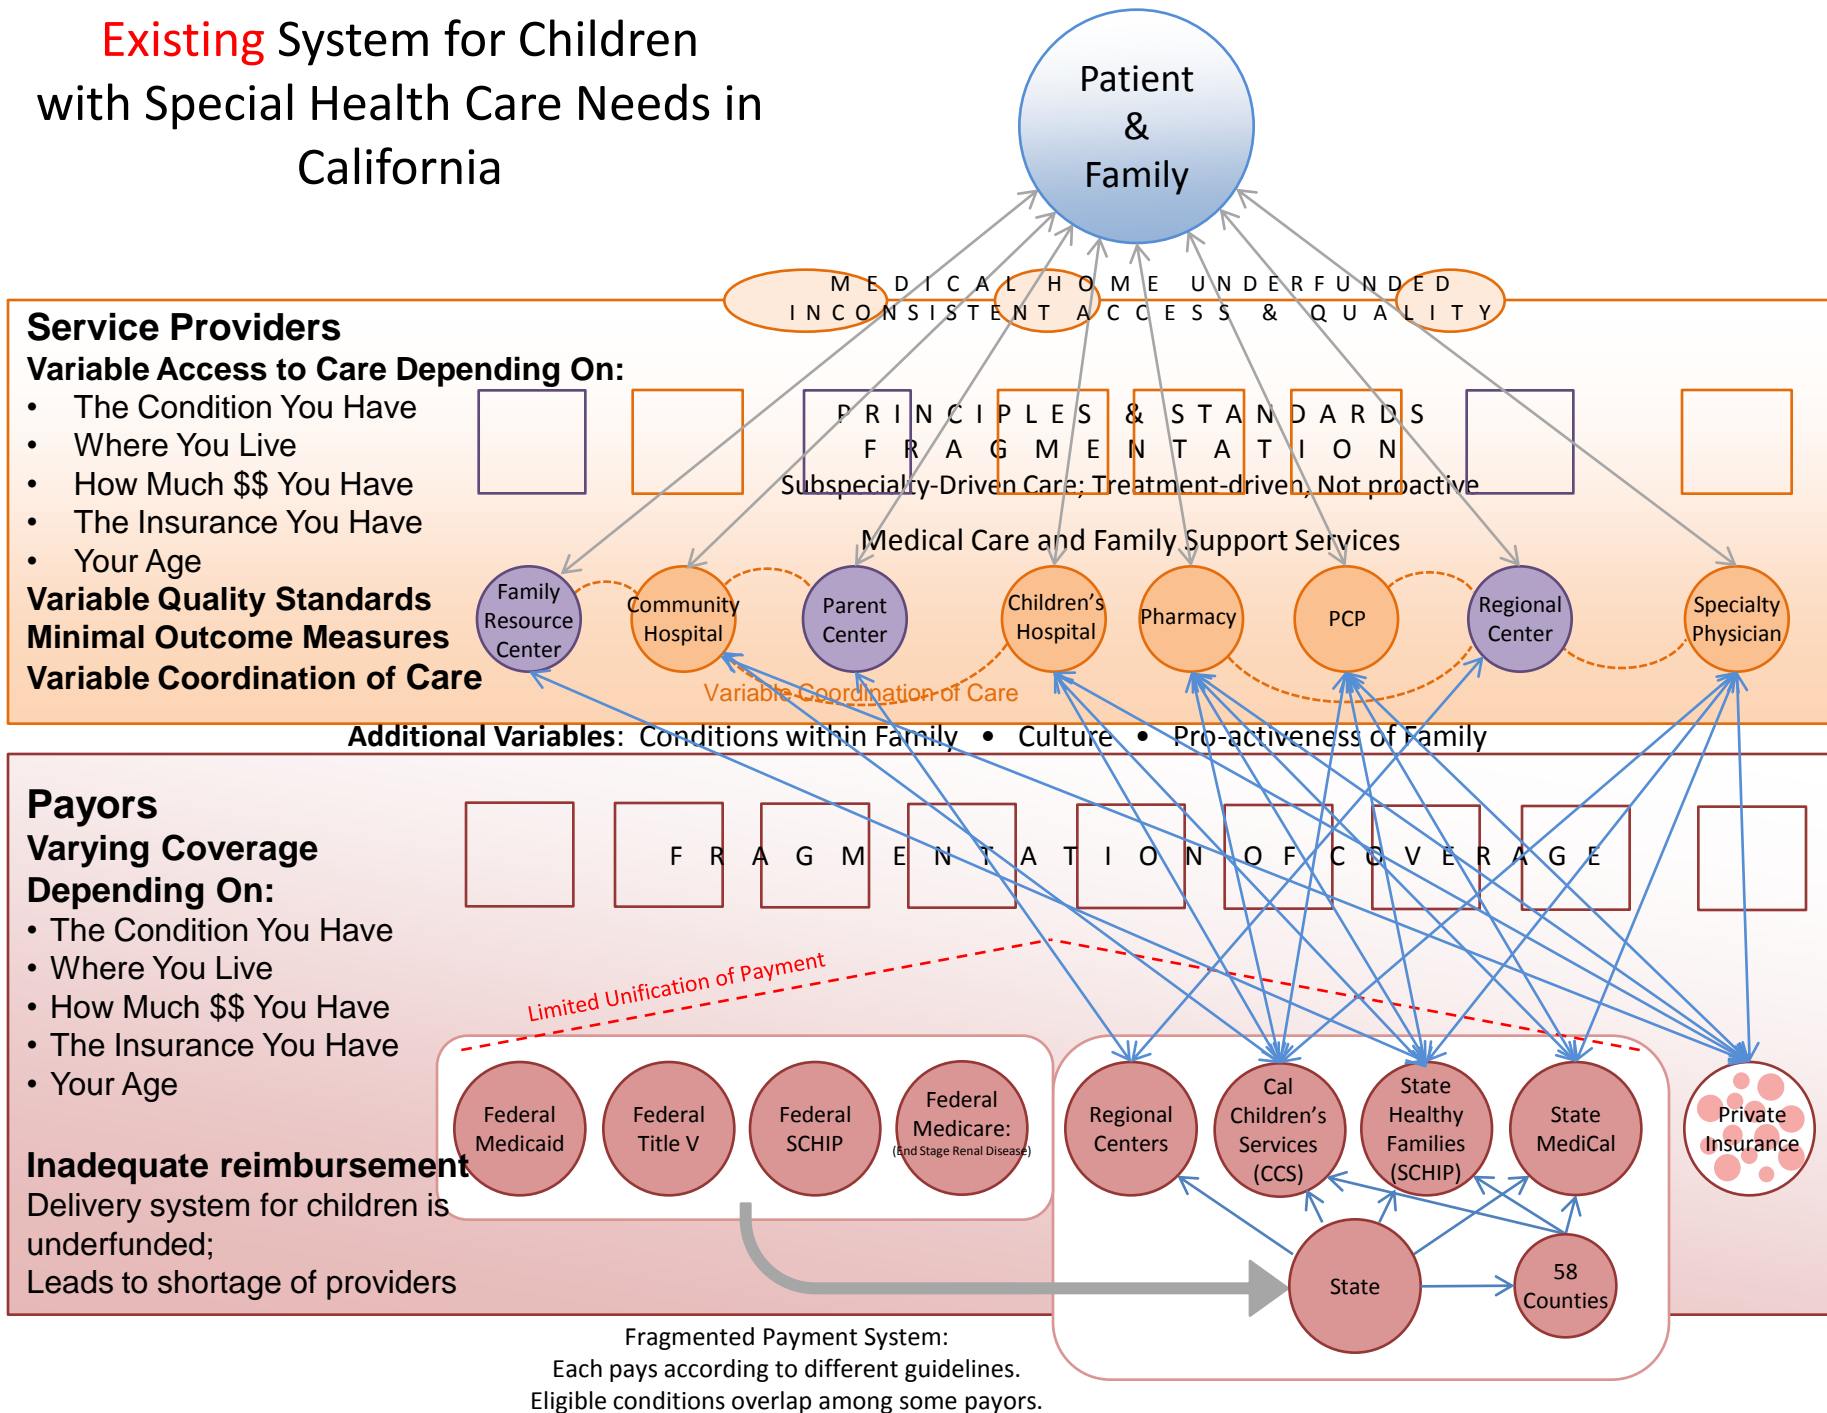 Existing System for Children
with Special Health Care Needs in
California
Patient
&
Family
MEDICAL HOME UNDERFUNDED
INCONSISTENT ACCESS & QUALITY
Service Providers
Variable Access to Care Depending On:
• The Condition You Have
• Where You Live
• How Much $$ You Have
• The Insurance You Have
• Your Age
Variable Quality Standards
Minimal Outcome Measures
Variable Coordination of Care
PRINCIPLES & STANDARDS
FRAGMENTATION
Subspecialty-Driven Care; Treatment-driven, Not proactive
Medical Care and Family Support Services
Family
Resource
Center
Community
Hospital
Parent
Center
Children's
Hospital
Pharmacy
PCP
Regional
Center
Specialty
Physician
Variable Coordination of Care
Additional Variables: Conditions within Family • Culture • Pro-activeness of Family
Payors
Varying Coverage
Depending On:
• The Condition You Have
• Where You Live
• How Much $$ You Have
• The Insurance You Have
• Your Age
Inadequate reimbursement
Delivery system for children is
underfunded;
Leads to shortage of providers
FRAGMENTATION OF COVERAGE
Limited Unification of Payment
Federal
Medicaid
Federal
Title V
Federal
SCHIP
Federal
Medicare:
(End Stage Renal Disease)
Regional
Centers
Cal
Children's
Services
(CCS)
State
Healthy
Families
(SCHIP)
State
MediCal
Private
Insurance
State
58
Counties
Fragmented Payment System:
Each pays according to different guidelines.
Eligible conditions overlap among some payors.